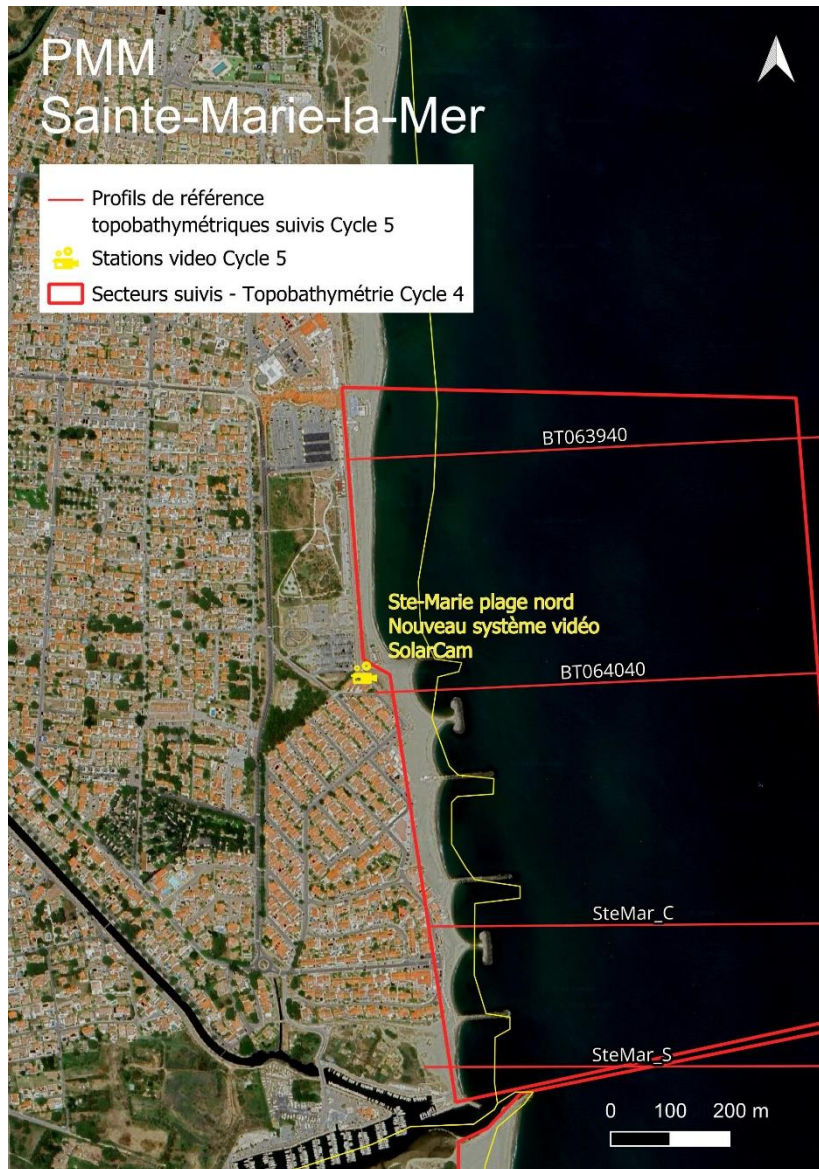 PMM
Sainte-Marie-la-Mer
Profils de référence
topobathymétriques suivis Cycle 5
Stations video Cycle 5
Secteurs suivis - Topobathymétrie Cycle 4
BT063940
Ste-Marie plage nord
Nouveau système vidéo
SolarCam
BT064040
SteMar_C
SteMar_S
0 100 200 m